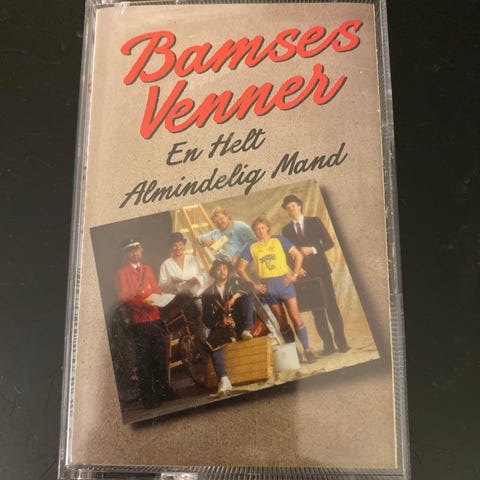 Bamses
Venner
En Helt
Almindelig Mand